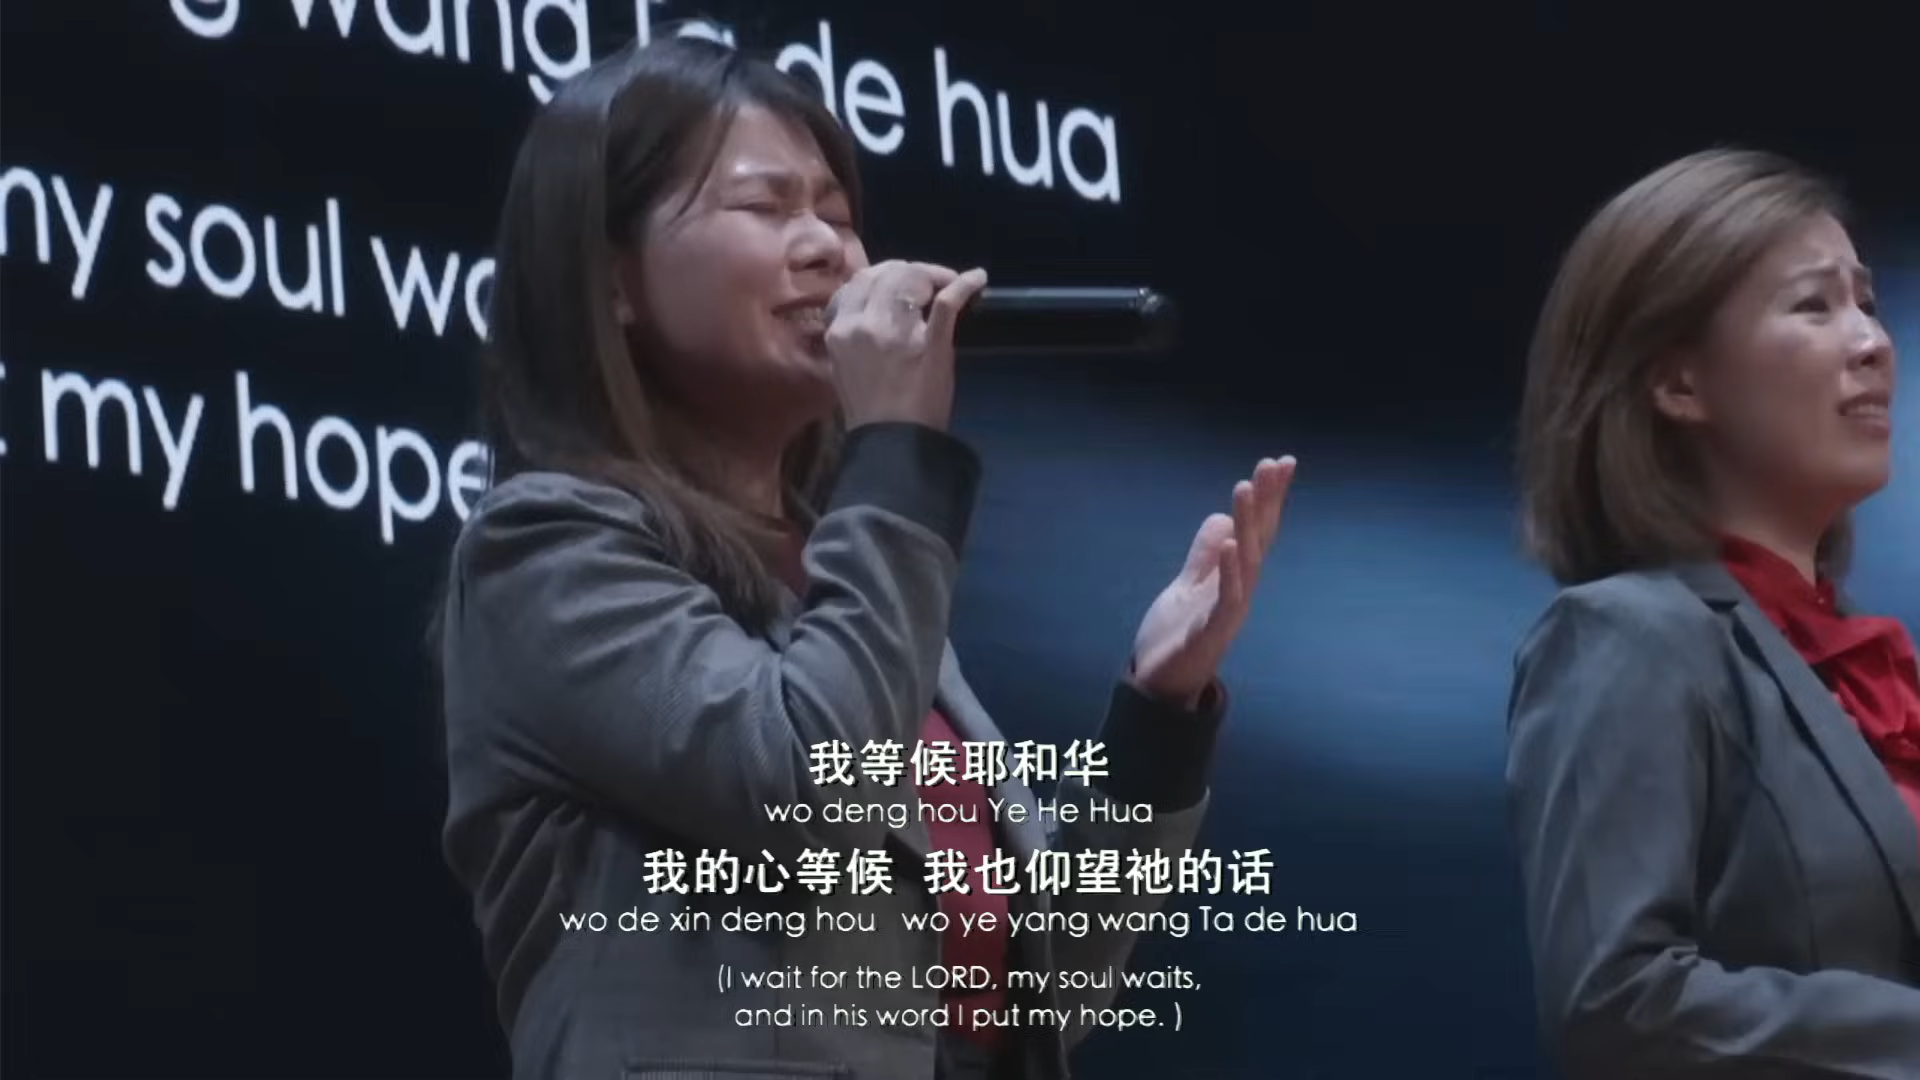 g wang Ta de hua
my soul
my hope
我等候耶和华
wo deng hou Ye He Hua
我的心等候 我也仰望祂的话
wo de xin deng hou wo ye yang wang Ta de hua
(I wait for the LORD, my soul waits,
and in his word I put my hope. )